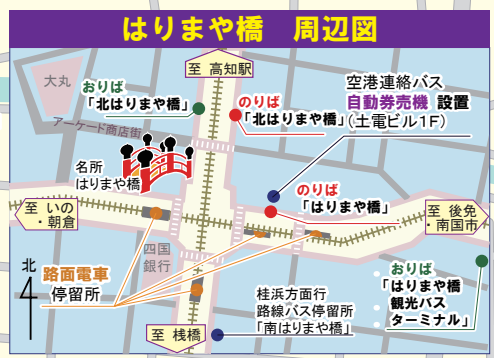 はりまや橋 周辺図
至 高知駅
大丸
おりば
「北はりまや橋」
のりば
「北はりまや橋」
空港連絡バス
自動券売機 設置
(土電ビル1F)
アーケード商店街
名所
はりまや橋
のりば
「はりまや橋」
至 いの
・朝倉
至 後免
・南国市
四国
銀行
北
路面電車
停留所
おりば
「はりまや橋
観光バス
ターミナル」
桂浜方面行
路線バス停留所
「南はりまや橋」
至 桟橋